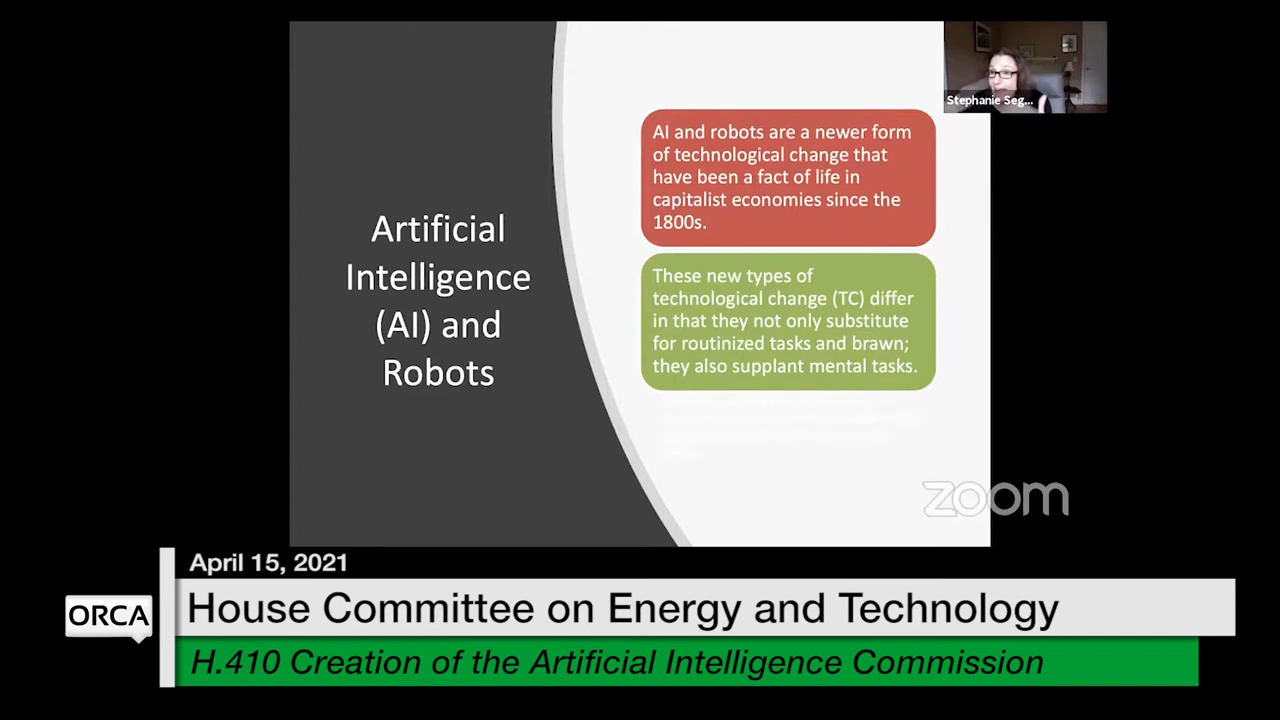 Artificial
Intelligence
(AI) and
Robots
AI and robots are a newer form
of technological change that
have been a fact of life in
capitalist economies since the
1800s.
These new types of
technological change (TC) differ
in that they not only substitute
for routinized tasks and brawn;
they also supplant mental tasks.
Stephanie Seg...
zoom
April 15, 2021
ORCA
House Committee on Energy and Technology
H.410 Creation of the Artificial Intelligence Commission